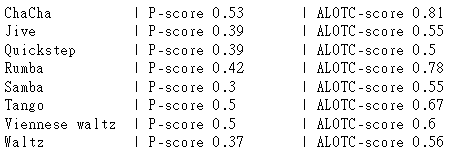 ChaCha | P-score 0.53 | ALOTC-score 0.81
Jive | P-score 0.39 | ALOTC-score 0.55
Quickstep | P-score 0.39 | ALOTC-score 0.5
Rumba | P-score 0.42 | ALOTC-score 0.78
Samba | P-score 0.3 | ALOTC-score 0.55
Tango | P-score 0.5 | ALOTC-score 0.67
Viennese waltz | P-score 0.5 | ALOTC-score 0.6
Waltz | P-score 0.37 | ALOTC-score 0.56